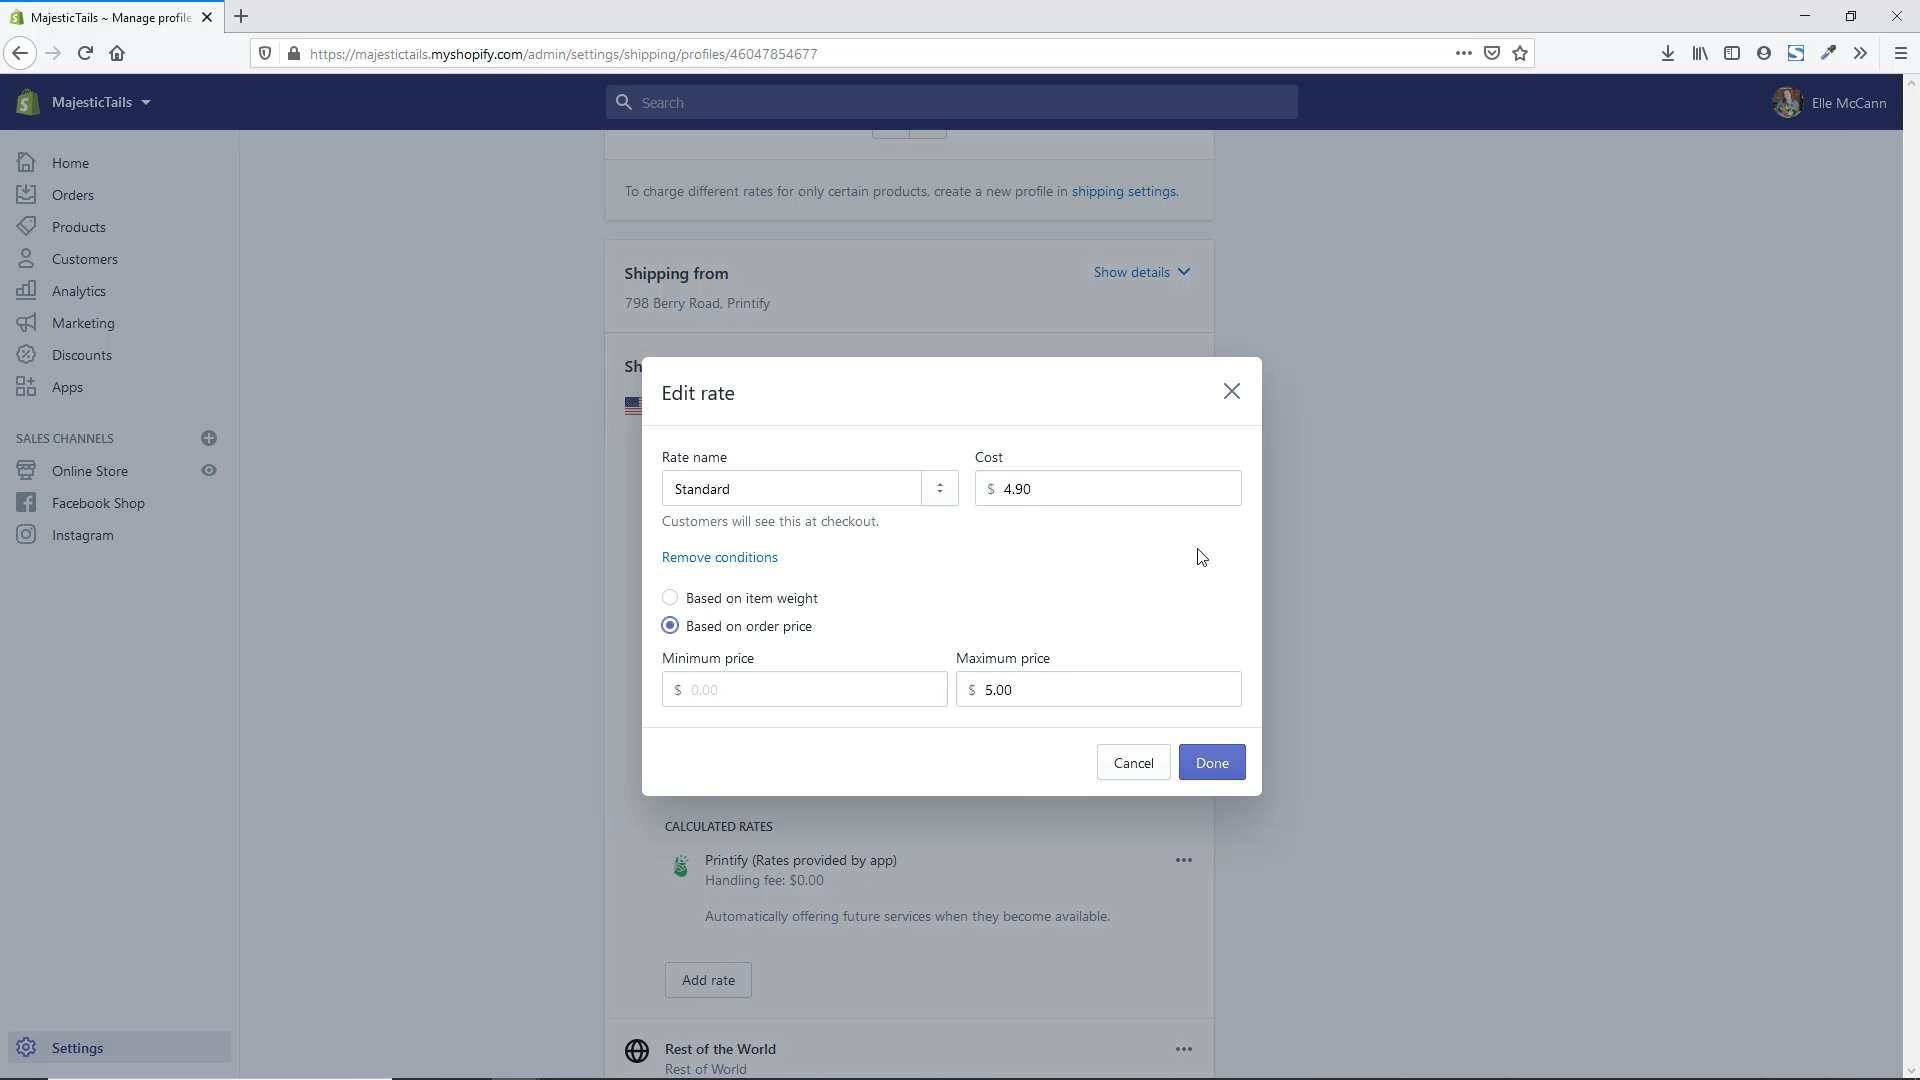 MajesticTails ~ Manage profile
https://majestictails.myshopify.com/admin/settings/shipping/profiles/46047854677
MajesticTails
Search
Elle McCann
Home
Orders
Products
Customers
Analytics
Marketing
Discounts
Apps
SALES CHANNELS
Online Store
Facebook Shop
Instagram
Settings
To charge different rates for only certain products, create a new profile in shipping settings.
Shipping from
Show details
798 Berry Road, Printify
Sh
Edit rate
Rate name
Cost
Standard
$ 4.90
Customers will see this at checkout.
Remove conditions
Based on item weight
Based on order price
Minimum price
Maximum price
$ 0.00
$ 5.00
Cancel
Done
CALCULATED RATES
Printify (Rates provided by app)
Handling fee: $0.00
Automatically offering future services when they become available.
Add rate
Rest of the World
Rest of World